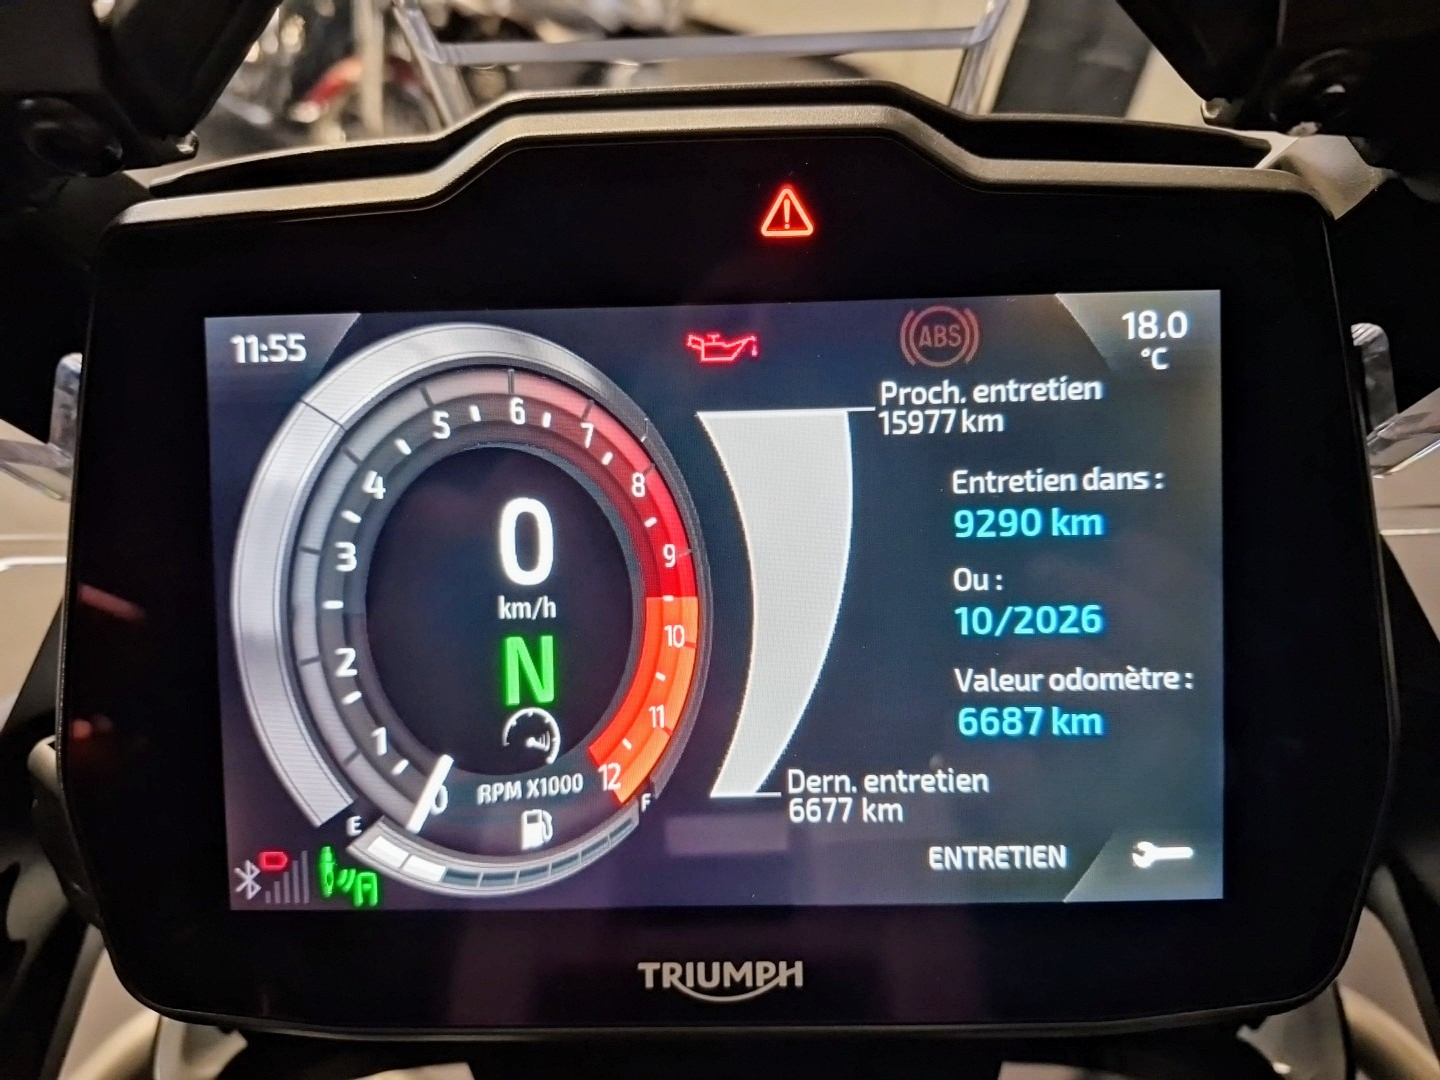 11:55
ABS
18.0
°C
Proch. entretien
15977 km
5
6
7
4
8
3
9
2
10
1
11
0
12
0
km/h
N
RPM X1000
E
F
Entretien dans :
9290 km
Ou :
10/2026
Valeur odomètre :
6687 km
Dern. entretien
6677 km
ENTRETIEN
A
TRIUMPH